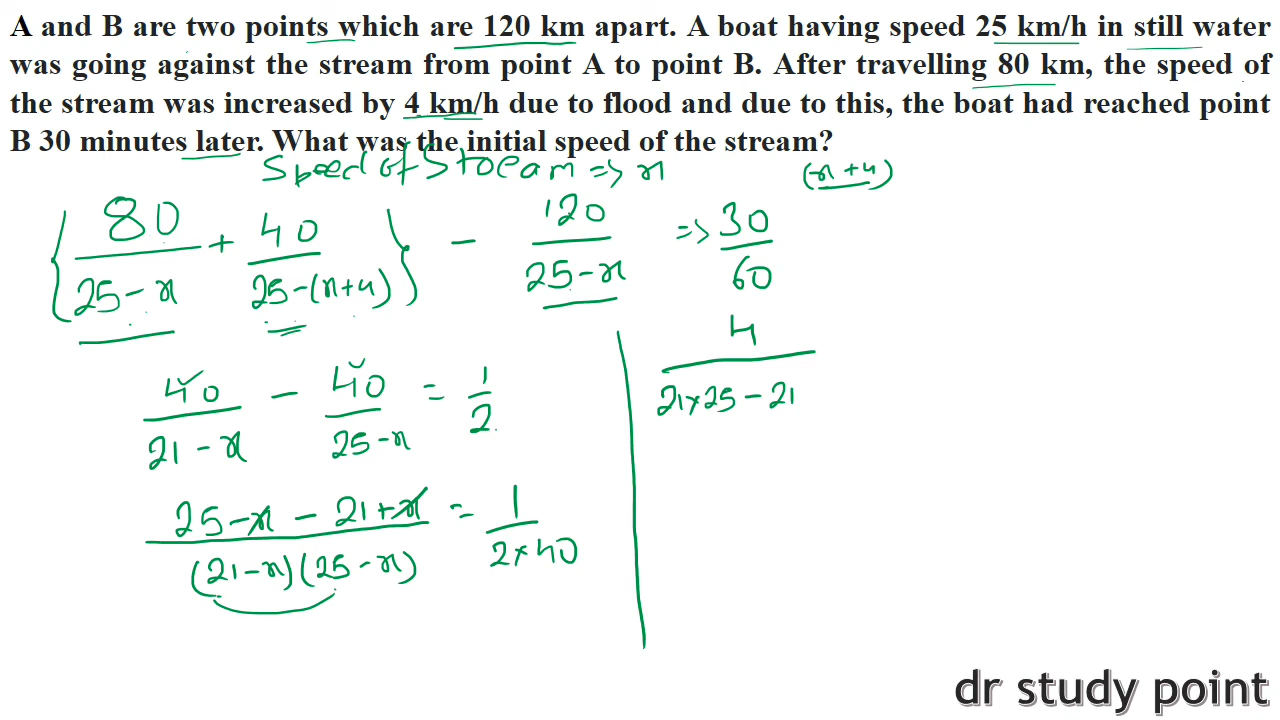 A and B are two points which are 120 km apart. A boat having speed 25 km/h in still water
was going against the stream from point A to point B. After travelling 80 km, the speed of
the stream was increased by 4 km/h due to flood and due to this, the boat had reached point
B 30 minutes later. What was the initial speed of the stream?
Speed of Stream => x (x+4)
{80/(25-x) + 40/(25-(x+4))} - 120/(25-x) => 30/60
40/(21-x) - 40/(25-x) = 1/2
(25-x-21+x)/((21-x)(25-x)) = 1/(2×40)
4/(21×25-21
dr study point